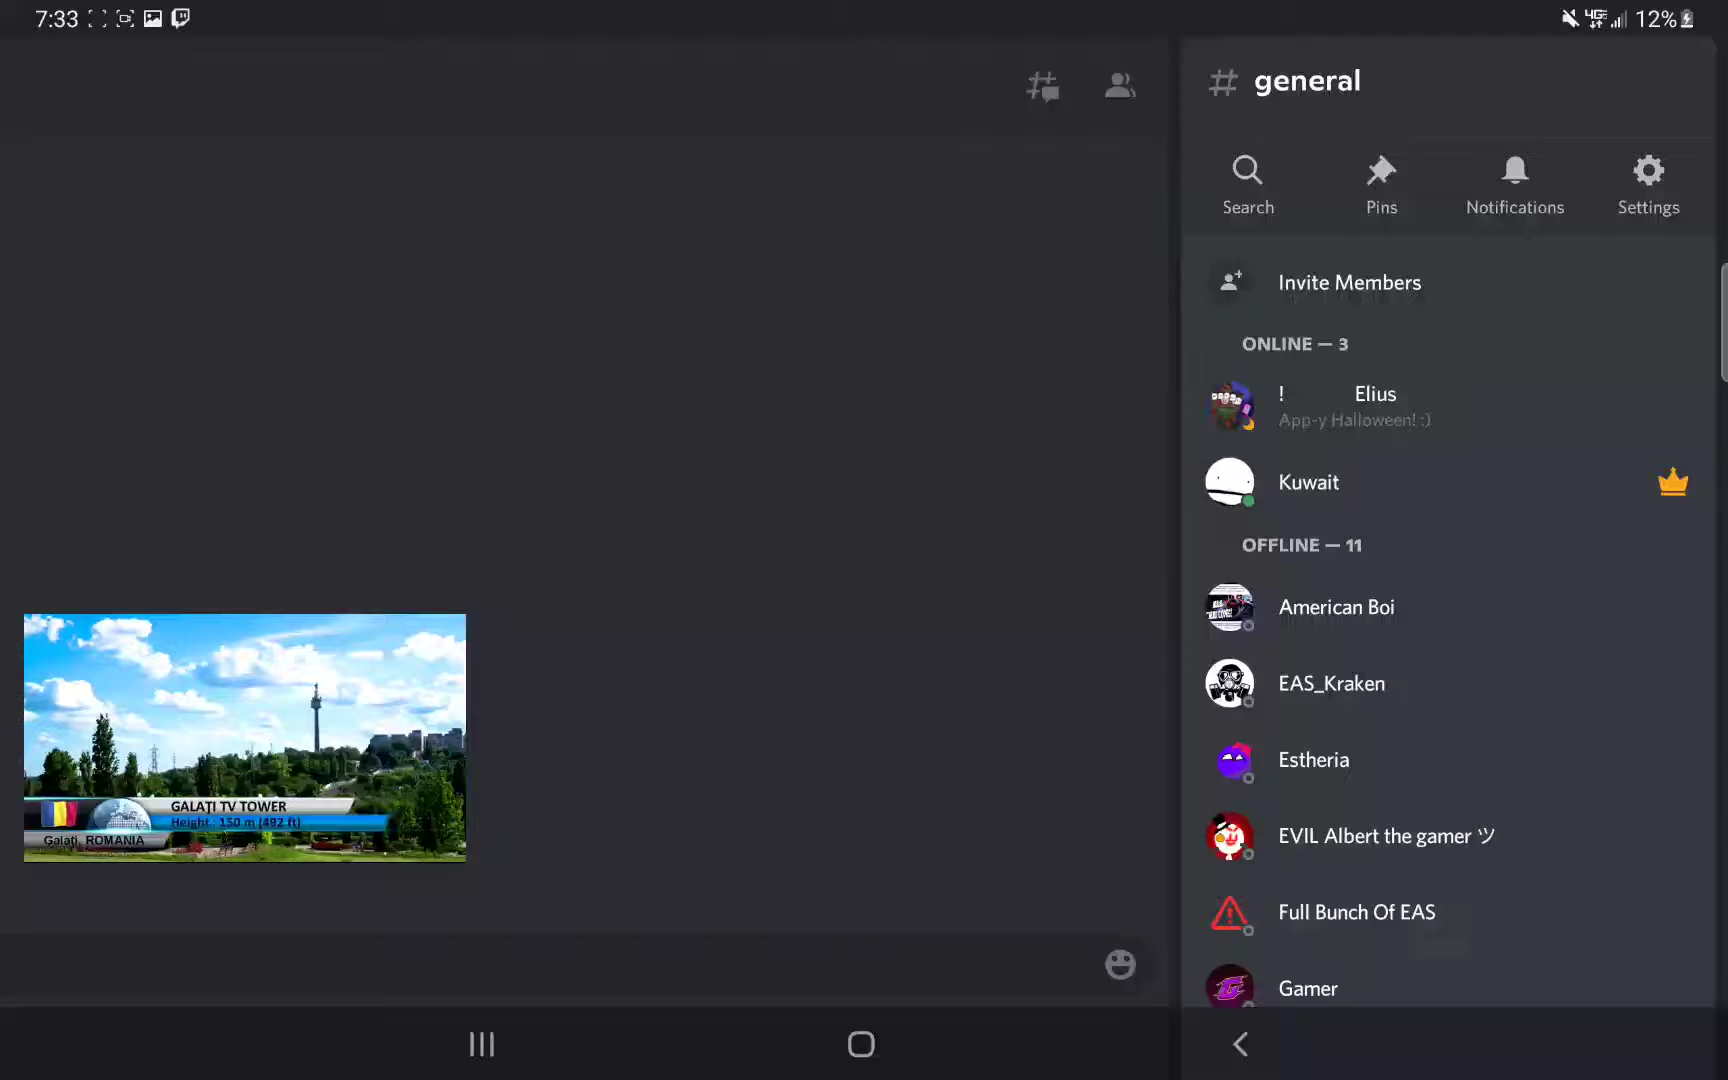 7:33
4G
12%
# general
Search
Pins
Notifications
Settings
Invite Members
ONLINE — 3
! Elius
App-y Halloween! :)
Kuwait
OFFLINE — 11
American Boi
EAS_Kraken
Estheria
EVIL Albert the gamer ツ
Full Bunch Of EAS
Gamer
GALAȚI TV TOWER
Height : 150 m (492 ft)
Galați, ROMANIA